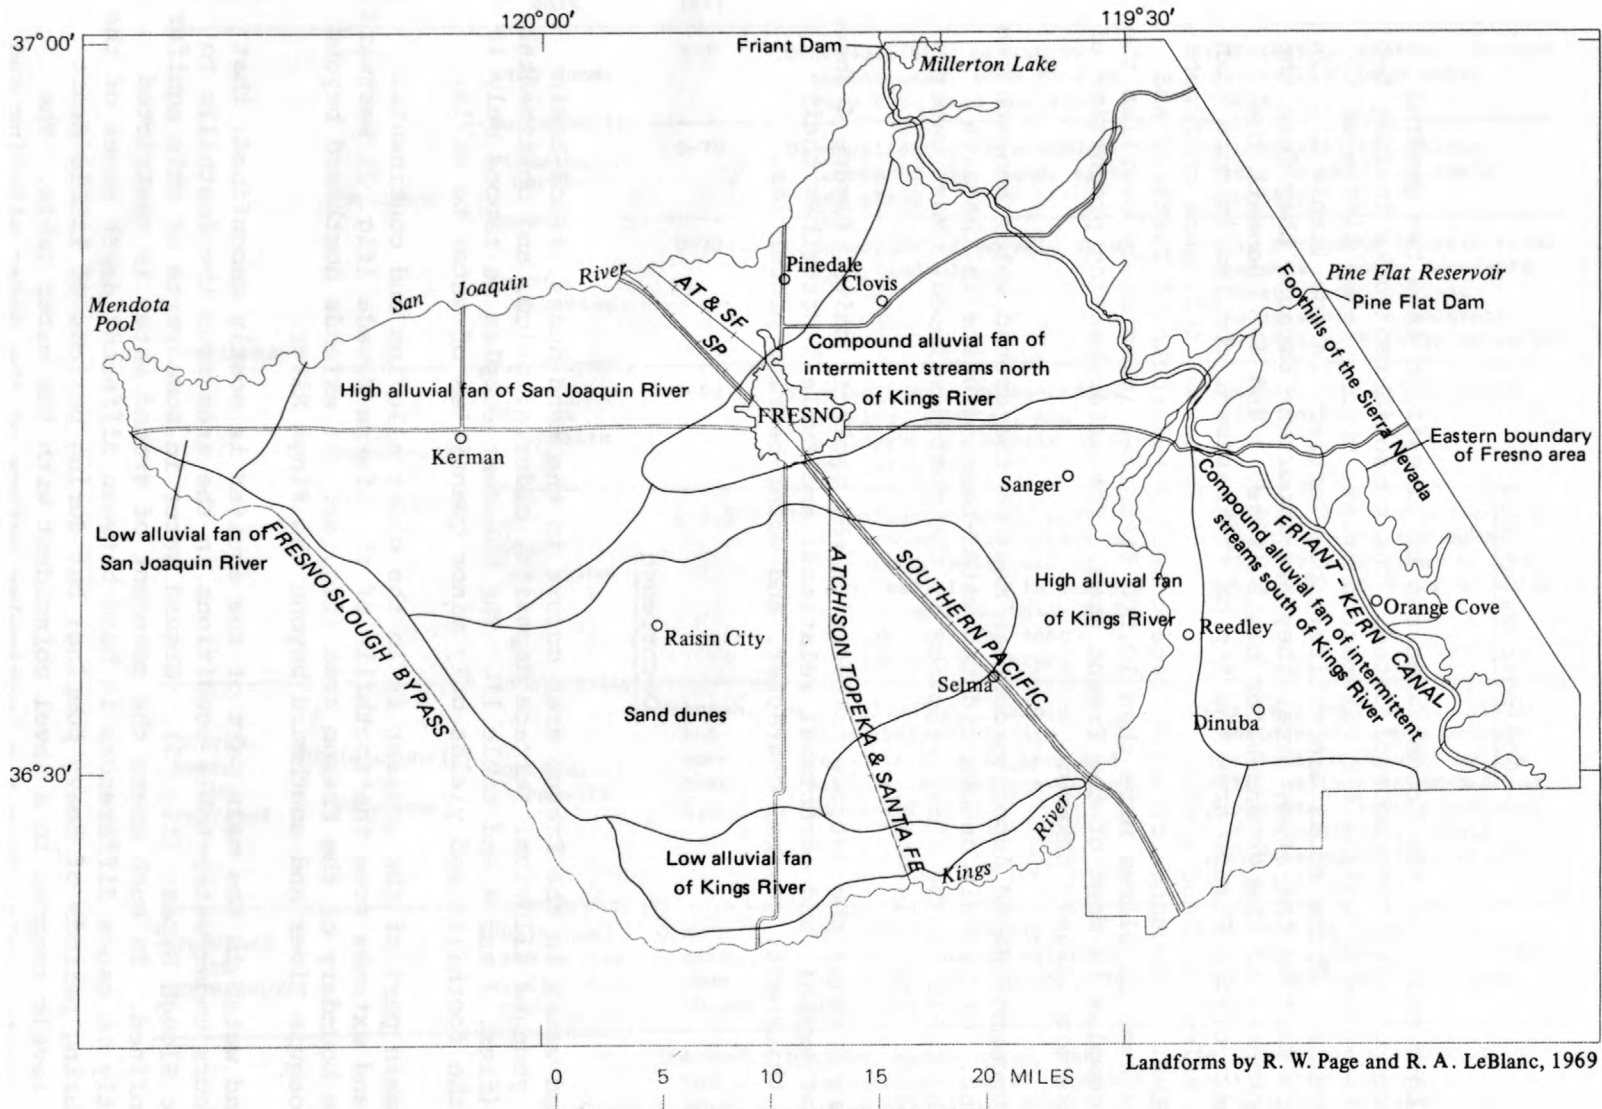 120°00′
119°30′
37°00′
Friant Dam
Millerton Lake
Pine Flat Reservoir
Pine Flat Dam
Foothills of the Sierra Nevada
Pinedale
Clovis
San Joaquin River
AT & SF
SP
Mendota
Pool
Compound alluvial fan of
intermittent streams north
of Kings River
High alluvial fan of San Joaquin River
FRESNO
Kerman
Eastern boundary
of Fresno area
Sanger
Low alluvial fan of
San Joaquin River
FRESNO SLOUGH BYPASS
ATCHISON TOPEKA & SANTA FE
SOUTHERN PACIFIC
High alluvial fan
of Kings River
Compound alluvial fan of intermittent
streams south of Kings River
FRIANT-KERN CANAL
Orange Cove
Raisin City
Reedley
Selma
Sand dunes
Dinuba
36°30′
Low alluvial fan
of Kings River
Kings River
Landforms by R. W. Page and R. A. LeBlanc, 1969
0 5 10 15 20 MILES